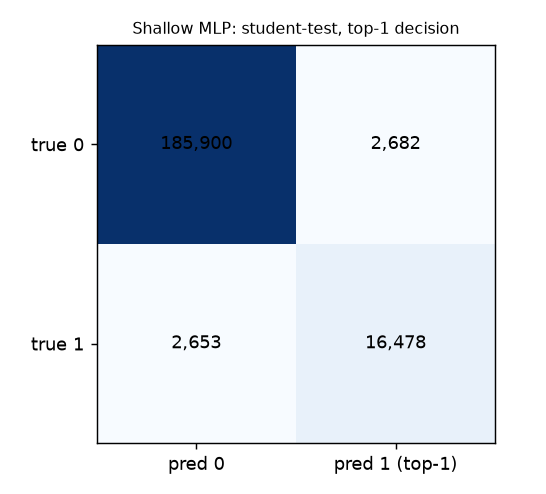 Shallow MLP: student-test, top-1 decision
true 0
185,900
2,682
true 1
2,653
16,478
pred 0
pred 1 (top-1)